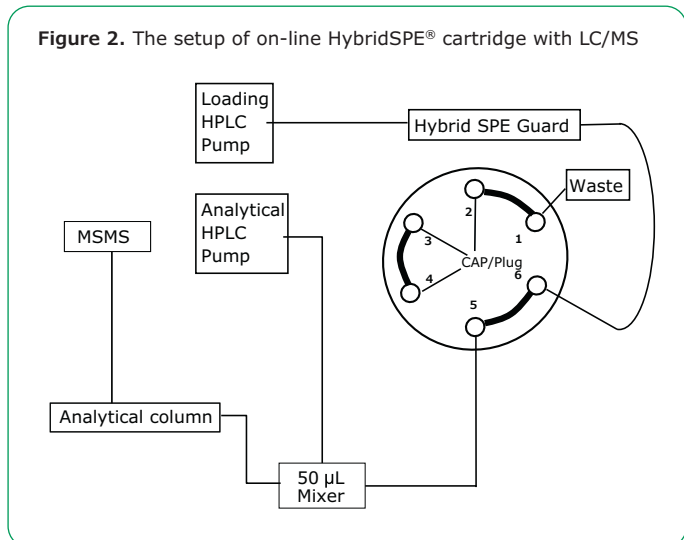 Figure 2. The setup of on-line HybridSPE® cartridge with LC/MS
Loading
HPLC
Pump
Hybrid SPE Guard
Analytical
HPLC
Pump
Waste
MSMS
2
1
3
CAP/Plug
6
4
5
Analytical column
50 µL
Mixer